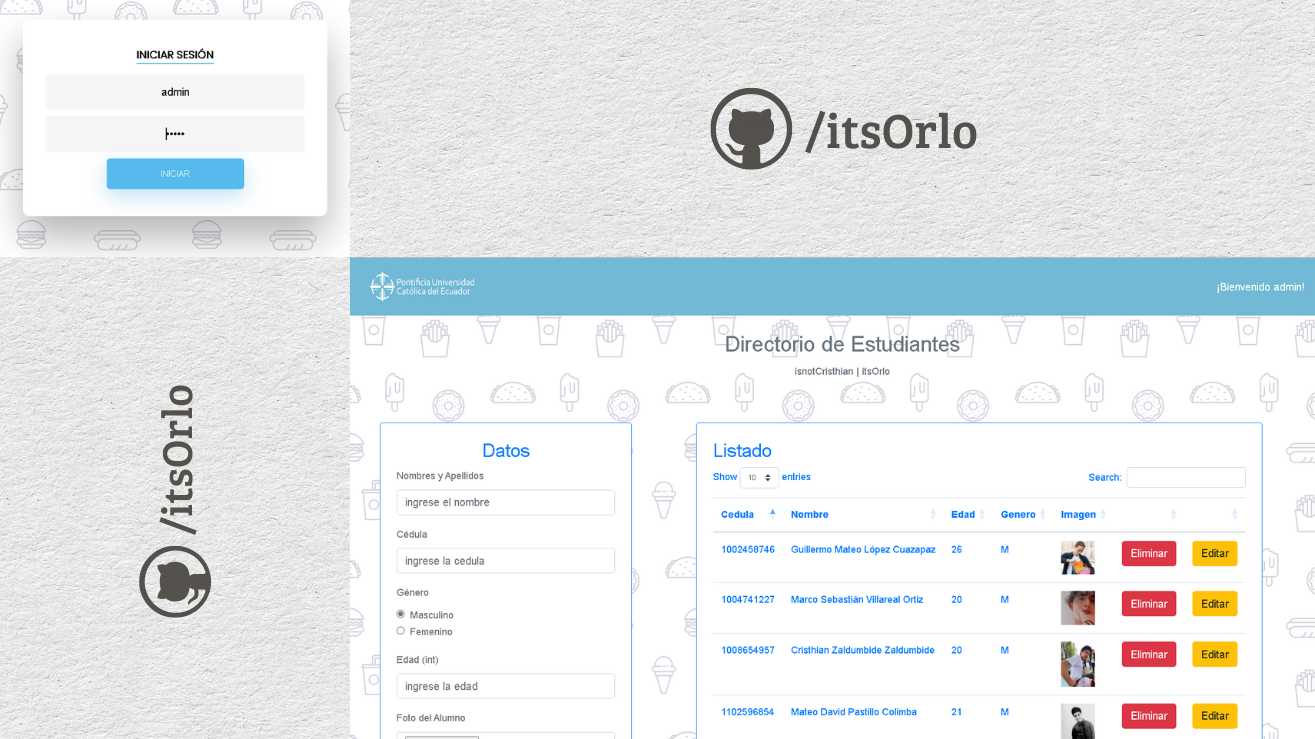 INICIAR SESIÓN
admin
•••••
INICIAR
/itsOrlo
/itsOrlo
Pontificia Universidad
Católica del Ecuador
¡Bienvenido admin!
Directorio de Estudiantes
isnotCristhian | itsOrlo
Datos
Nombres y Apellidos
ingrese el nombre
Cédula
ingrese la cedula
Género
Masculino
Femenino
Edad (int)
ingrese la edad
Foto del Alumno
Listado
Show 10 entries
Search:
Cedula Nombre Edad Genero Imagen
1002458746 Guillermo Mateo López Cuazapaz 26 M Eliminar Editar
1004741227 Marco Sebastián Villareal Ortiz 20 M Eliminar Editar
1008654957 Cristhian Zaldumbide Zaldumbide 20 M Eliminar Editar
1102596854 Mateo David Pastillo Colimba 21 M Eliminar Editar